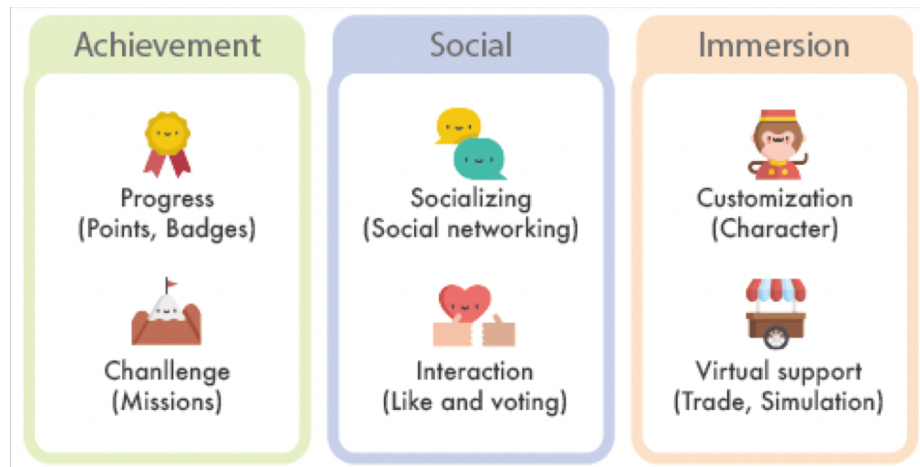 Achievement
Progress
(Points, Badges)
Chanllenge
(Missions)
Social
Socializing
(Social networking)
Interaction
(Like and voting)
Immersion
Customization
(Character)
Virtual support
(Trade, Simulation)